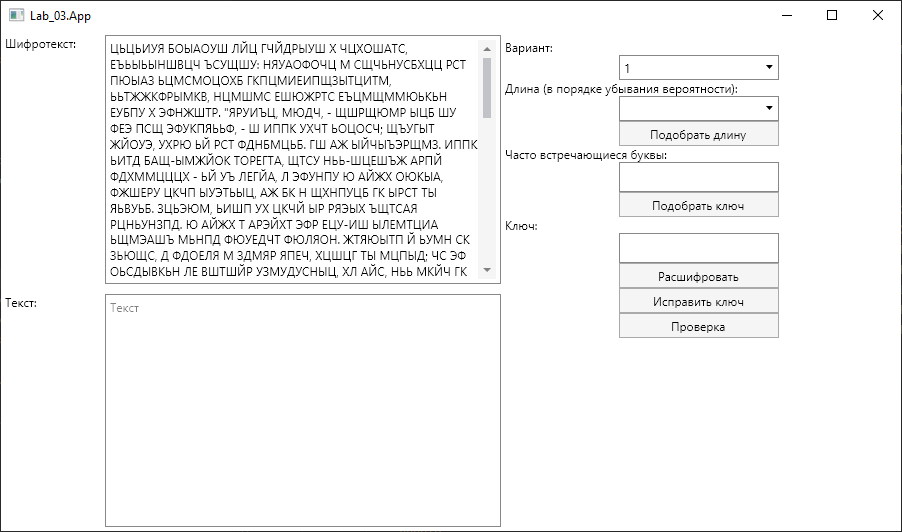 Lab_03.App
Шифротекст:
ЦЬЦЬИУЯ БОЫАОУШ ЛЙЦ ГЧЙДРЫУШ Х ЧЦХОШАТС,
ЕЪЬЫЬЫНШВЦЧ ЪСУЩШУ: НЯУАОФОЧЦ М СЩЧЬНУСБХЦЦ РСТ
ПЮЫАЗ ЬЦМСМОЦОХБ ГКПЦМИЕИПЩЗЫТЦИТМ,
ЬЬТЖЖКФРЫМКВ, НЦМШМС ЕШЮЖРТС ЕЪЦМЩММЮЬКЬН
ЕУБПУ Х ЭФНЖШТР. "ЯРУИЪЦ, МЮДЧ, - ЩШРЩЮМР ЫЦБ ШУ
ФЕЭ ПСЩ ЭФУКПЯЬЬФ, - Ш ИППК УХЧТ ЬОЦОСЧ; ЩЪУГЫТ
ЖЙОУЭ, УХРЮ ЬЙ РСТ ФДНБМЦЬБ. ГШ АЖ ЫЙЧЫЪЭРЩМЗ. ИППК
ЬИТД БАЩ-ЫМЖЙОК ТОРЕГТА, ЩТСУ НЬЬ-ШЦЕШЪЖ АРПЙ
ФДХММЦЦЦХ - ЬЙ УЪ ЛЕГЙА, Л ЭФУНПУ Ю АЙЖХ ОЮКЫА,
ФЖШЕРУ ЦКЧП ЫУЭТЫЬЦ, АЖ БК Н ЩХНПУЦБ ГК ЫРСТ ТЫ
ЯЬВУЬБ. ЗЦЬЭЮМ, ЬИШП УХ ЦКЧЙ ЫР РЯЭЫХ ЪЩТСАЯ
РЦНЬУНЗПД. Ю АЙЖХ Т АРЭЙХТ ЭФР ЕЦУ-ИШ ЫЛЕМТЦИА
ЬЩМЭАШЪ МЬНПД ФЮУЕДЧТ ФЮЛЯОН. ЖТЯЮЫТП Й ЬУМН СК
ЗЬЮЩС, Д ФДОЕЛЯ М ЗДМЯР ЯПЕЧ, ХЦШЩГ ТЫ МЦПЫД; ЧС ЭФ
ОЬСДЫВКЬН ЛЕ ВШТШЙР УЗМУДУСНЫЦ, ХЛ АЙС, НЬЬ МКЙЧ ГК
Текст:
Текст
Вариант:
1
Длина (в порядке убывания вероятности):
Подобрать длину
Часто встречающиеся буквы:
Подобрать ключ
Ключ:
Расшифровать
Исправить ключ
Проверка